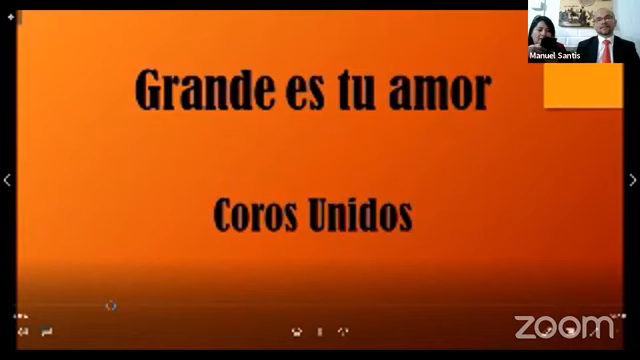 Manuel Santis
Grande es tu amor
Coros Unidos
zoom